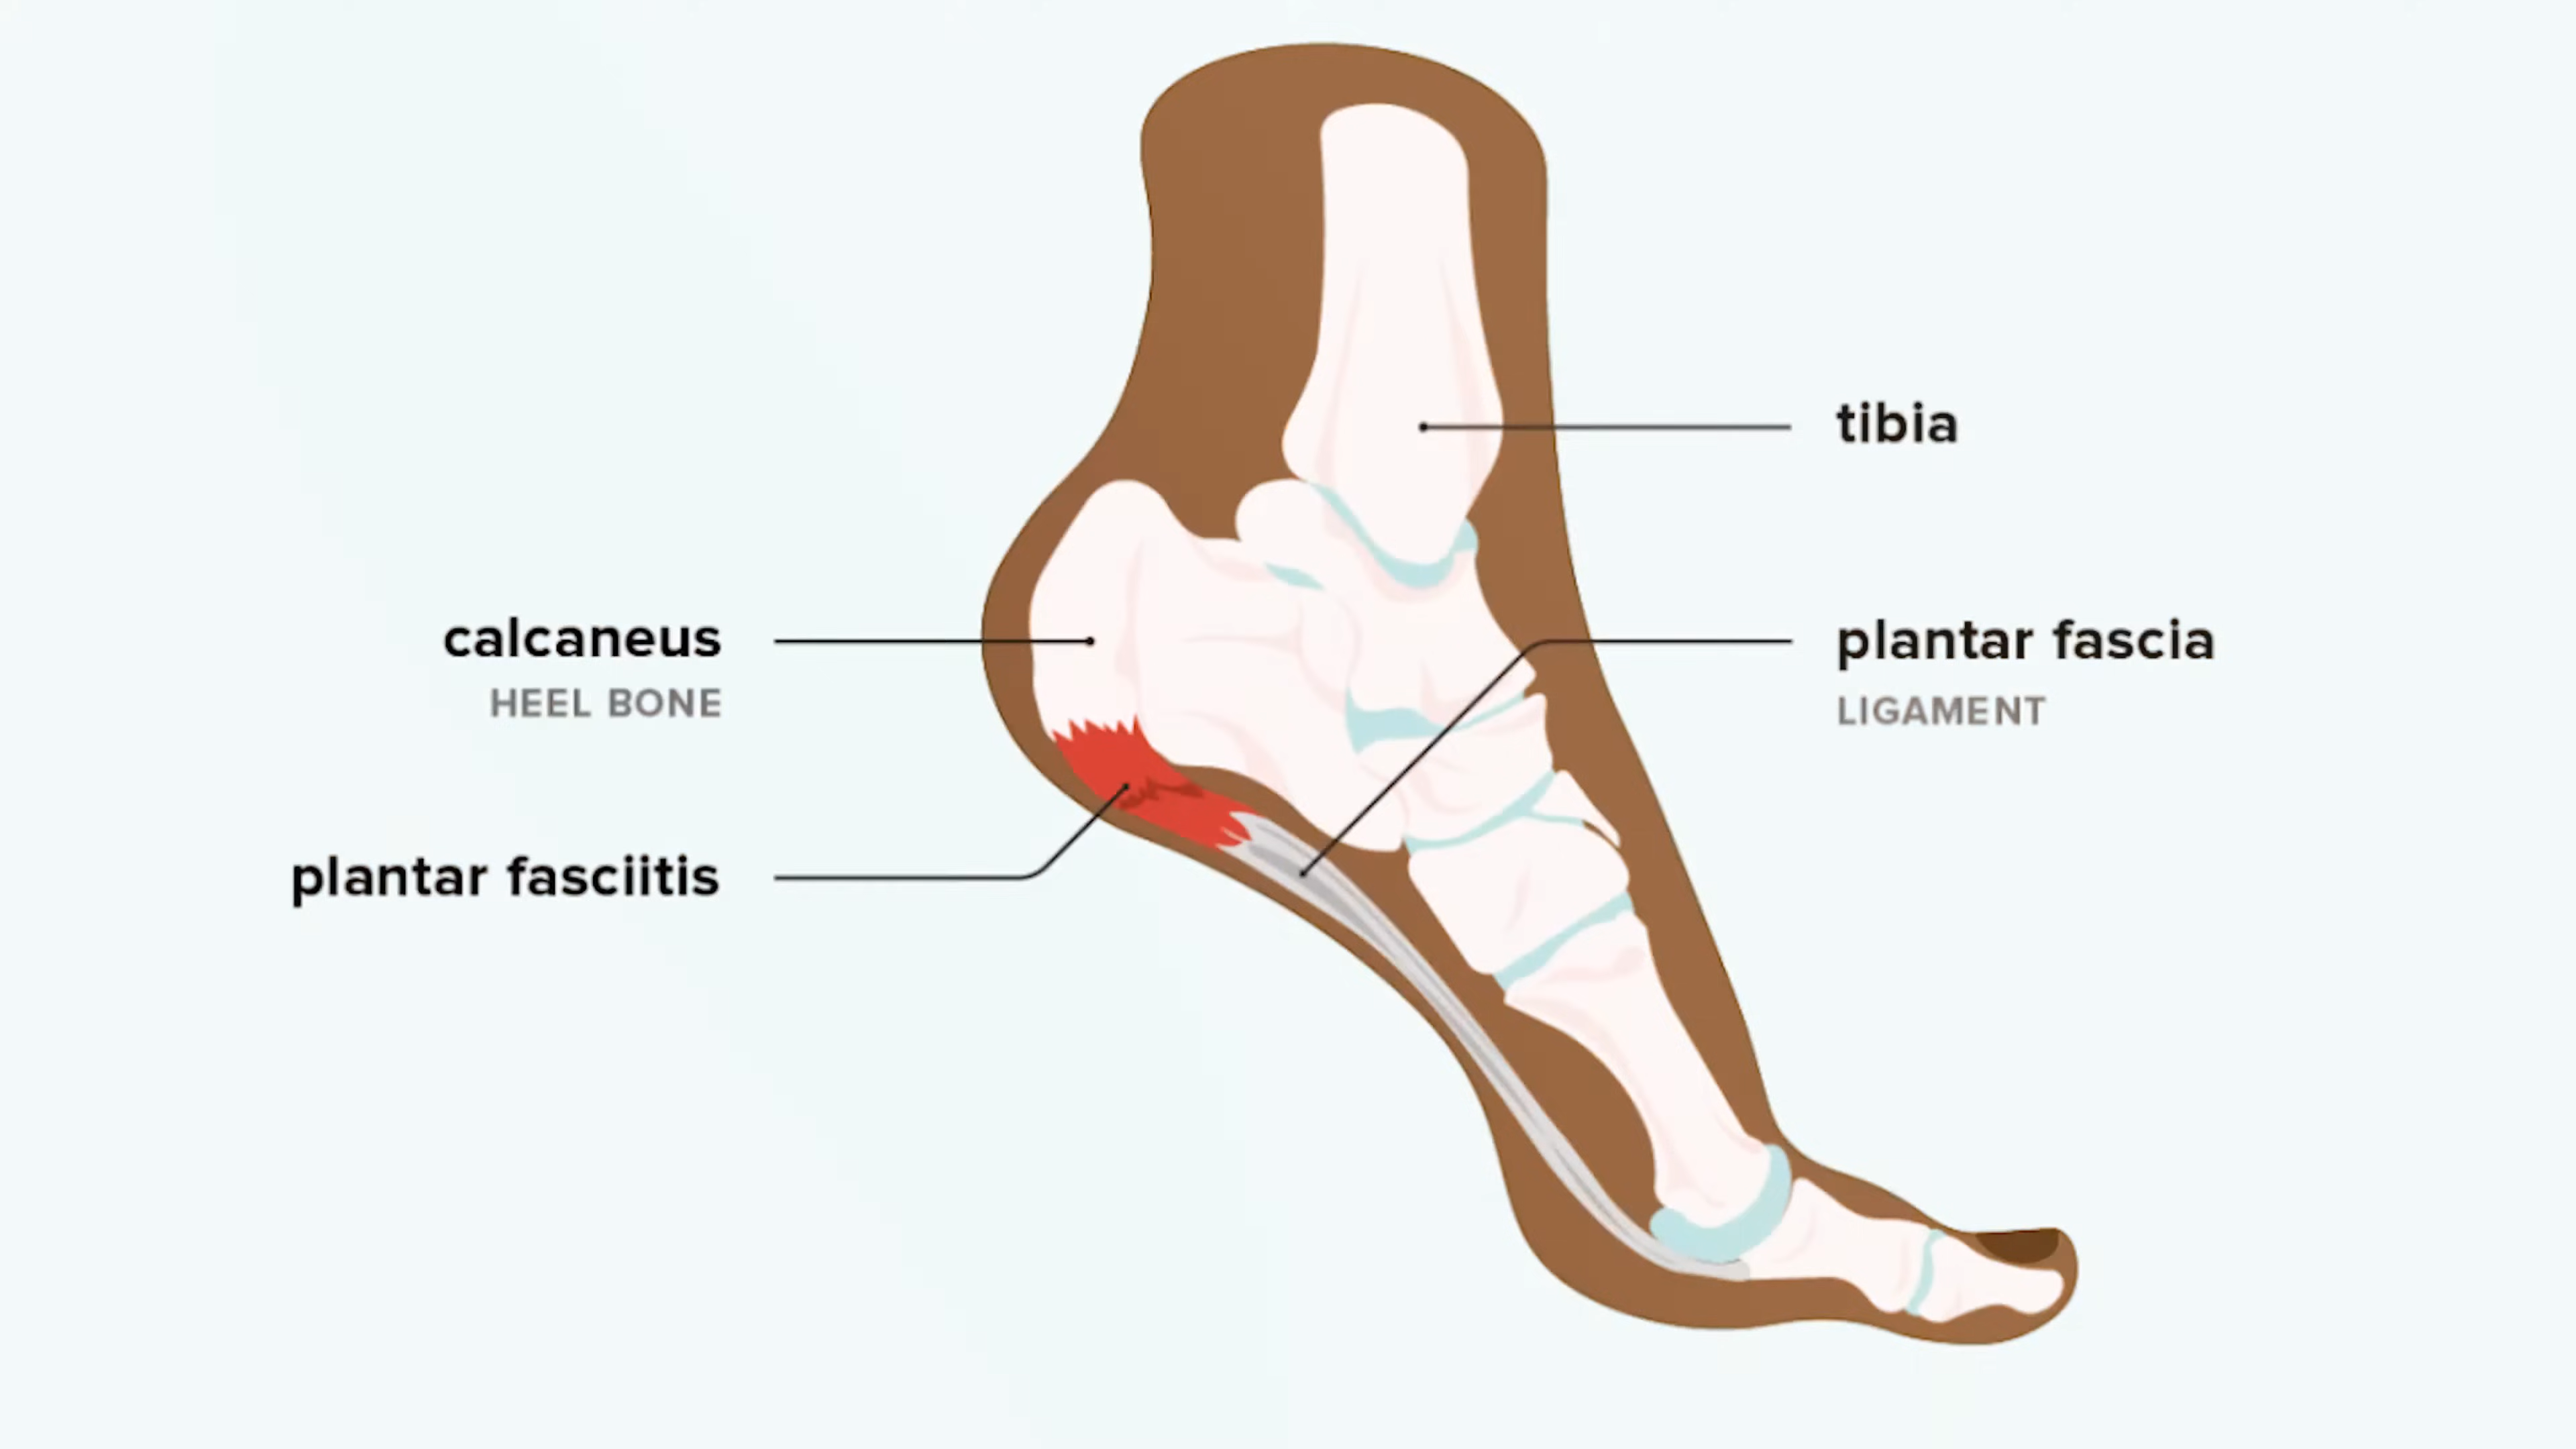 tibia
calcaneus
HEEL BONE
plantar fascia
LIGAMENT
plantar fasciitis